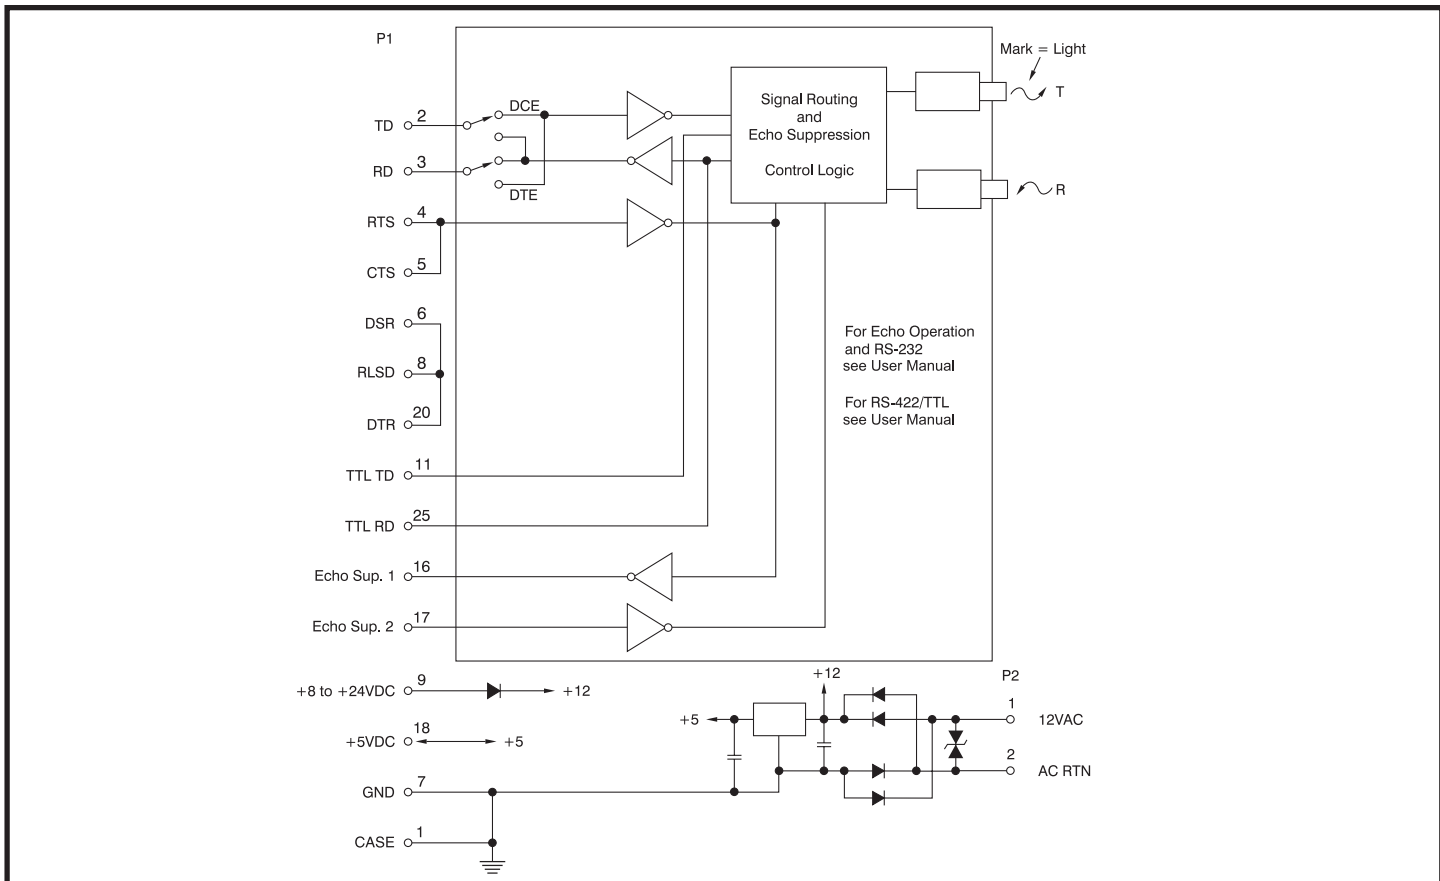 P1
Mark = Light
TD 2
DCE
Signal Routing
and
Echo Suppression
Control Logic
T
RD 3
DTE
R
RTS 4
CTS 5
DSR 6
RLSD 8
DTR 20
For Echo Operation
and RS-232
see User Manual
For RS-422/TTL
see User Manual
TTL TD 11
TTL RD 25
Echo Sup. 1 16
Echo Sup. 2 17
+8 to +24VDC 9
+12
+12
P2
+5VDC 18
+5
+5
1
12VAC
2
AC RTN
GND 7
CASE 1